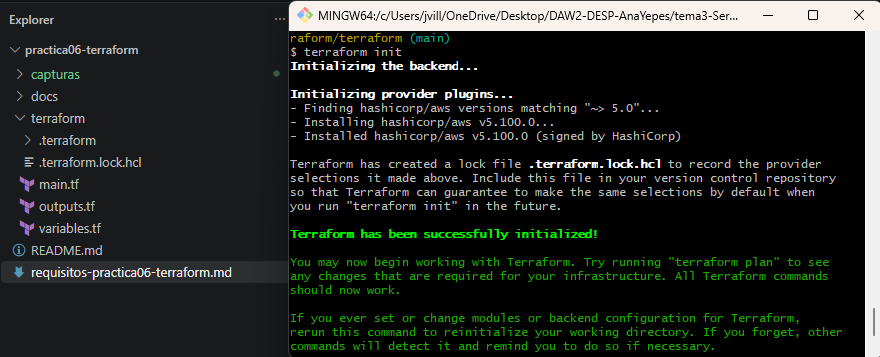 Explorer
practica06-terraform
capturas
docs
terraform
.terraform
.terraform.lock.hcl
main.tf
outputs.tf
variables.tf
README.md
requisitos-practica06-terraform.md
MINGW64:/c/Users/jvill/OneDrive/Desktop/DAW2-DESP-AnaYepes/tema3-Ser...
raform/terraform (main)
$ terraform init
Initializing the backend...
Initializing provider plugins...
- Finding hashicorp/aws versions matching "~> 5.0"...
- Installing hashicorp/aws v5.100.0...
- Installed hashicorp/aws v5.100.0 (signed by HashiCorp)
Terraform has created a lock file .terraform.lock.hcl to record the provider
selections it made above. Include this file in your version control repository
so that Terraform can guarantee to make the same selections by default when
you run "terraform init" in the future.
Terraform has been successfully initialized!
You may now begin working with Terraform. Try running "terraform plan" to see
any changes that are required for your infrastructure. All Terraform commands
should now work.
If you ever set or change modules or backend configuration for Terraform,
rerun this command to reinitialize your working directory. If you forget, other
commands will detect it and remind you to do so if necessary.